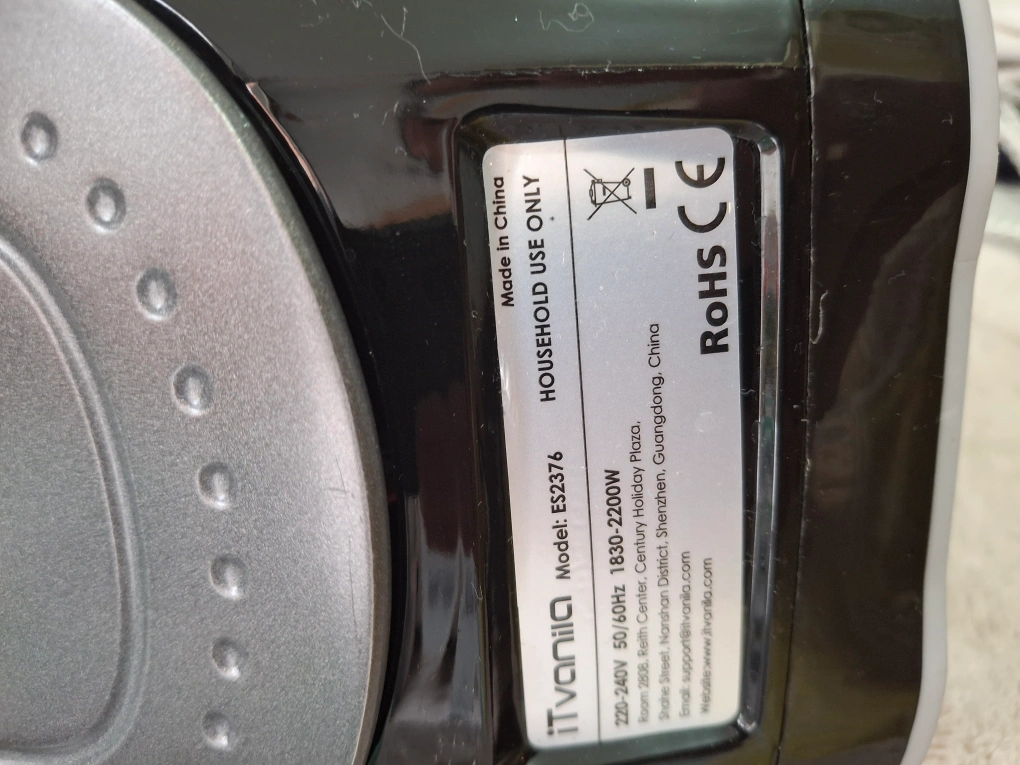 iTvanila Model: ES2376 HOUSEHOLD USE ONLY Made in China
220-240V 50/60Hz 1830-2200W
Room 2808, Reith Center, Century Holiday Plaza,
Shahe Street, Nanshan District, Shenzhen, Guangdong, China
Email: support@itvanila.com
Website:www.itvanila.com
RoHS CE